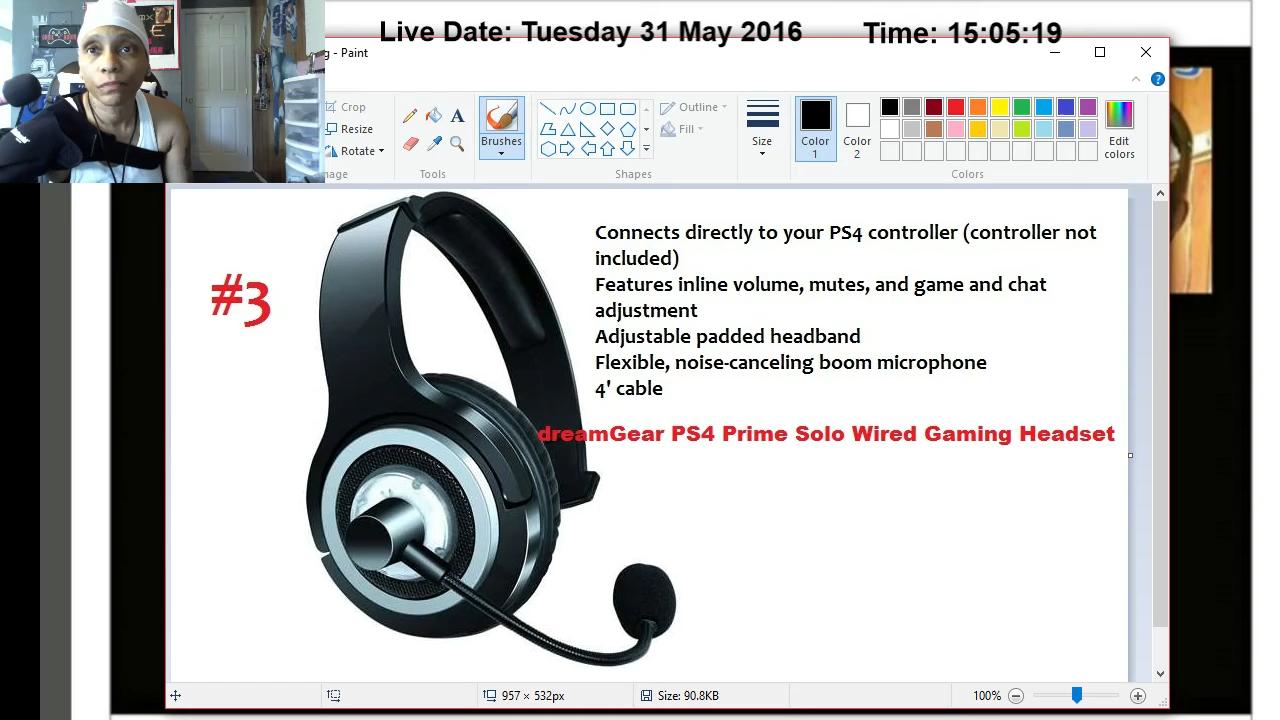 Live Date: Tuesday 31 May 2016 Time: 15:05:19
g - Paint
Crop
Resize
Rotate
Outline
Fill
Brushes
Size
Color 1
Color 2
Edit colors
mage
Tools
Shapes
Colors
#3
Connects directly to your PS4 controller (controller not
included)
Features inline volume, mutes, and game and chat
adjustment
Adjustable padded headband
Flexible, noise-canceling boom microphone
4' cable
dreamGear PS4 Prime Solo Wired Gaming Headset
957 × 532px
Size: 90.8KB
100%